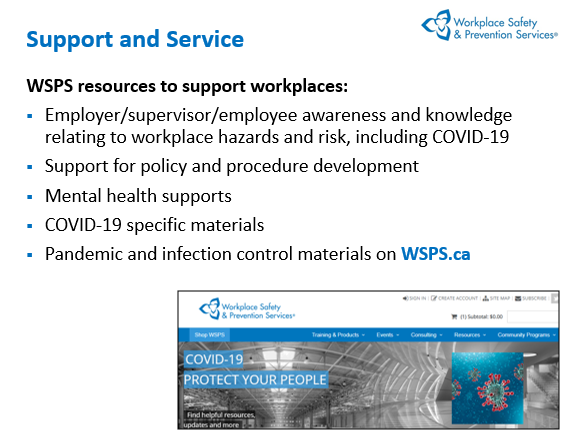 Workplace Safety
& Prevention Services®
Support and Service
WSPS resources to support workplaces:
▪ Employer/supervisor/employee awareness and knowledge
relating to workplace hazards and risk, including COVID-19
▪ Support for policy and procedure development
▪ Mental health supports
▪ COVID-19 specific materials
▪ Pandemic and infection control materials on WSPS.ca
SIGN IN | CREATE ACCOUNT | SITE MAP | SUBSCRIBE
Workplace Safety
& Prevention Services®
(1) Subtotal: $0.00
Shop WSPS Training & Products Events Consulting Resources Community Programs
COVID-19
PROTECT YOUR PEOPLE
Find helpful resources,
updates and more